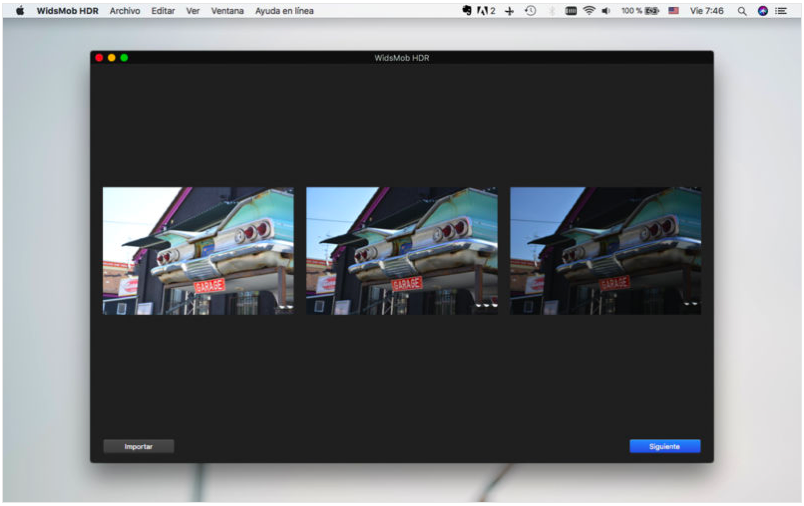 WidsMob HDR Archivo Editar Ver Ventana Ayuda en línea 2 100 % Vie 7:46
WidsMob HDR
GARAGE GARAGE GARAGE
Importar Siguiente